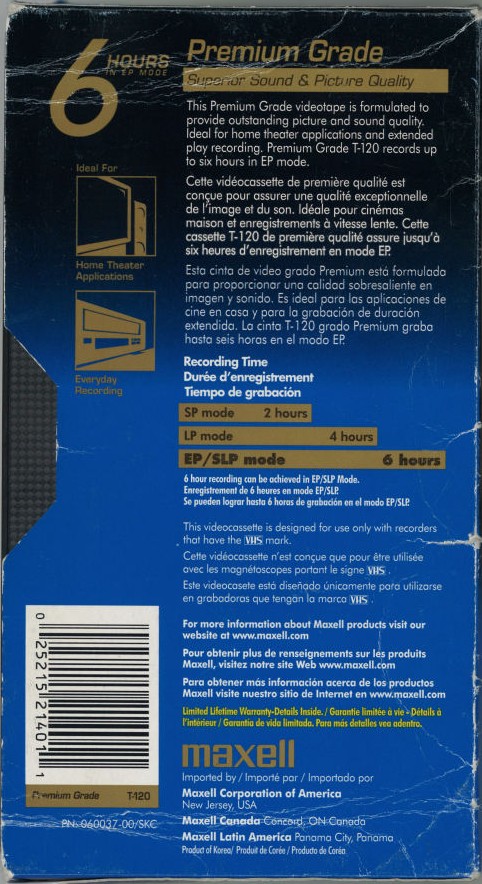 6 HOURS
IN EP MODE
Premium Grade
Superior Sound & Picture Quality
This Premium Grade videotape is formulated to
provide outstanding picture and sound quality.
Ideal for home theater applications and extended
play recording. Premium Grade T-120 records up
to six hours in EP mode.
Cette vidéocassette de première qualité est
conçue pour assurer une qualité exceptionnelle
de l'image et du son. Idéale pour cinémas
maison et enregistrements à vitesse lente. Cette
cassette T-120 de première qualité assure jusqu'à
six heures d'enregistrement en mode EP.
Esta cinta de video grado Premium está formulada
para proporcionar una calidad sobresaliente en
imagen y sonido. Es ideal para las aplicaciones de
cine en casa y para la grabación de duración
extendida. La cinta T-120 grado Premium graba
hasta seis horas en el modo EP.
Ideal For
Home Theater
Applications
Everyday
Recording
Recording Time
Durée d'enregistrement
Tiempo de grabación
SP mode 2 hours
LP mode 4 hours
EP/SLP mode 6 hours
6 hour recording can be achieved in EP/SLP Mode.
Enregistrement de 6 heures en mode EP/SLP.
Se pueden lograr hasta 6 horas de grabación en el modo EP/SLP.
This videocassette is designed for use only with recorders
that have the VHS mark.
Cette vidéocassette n'est conçue que pour être utilisée
avec les magnétoscopes portant le signe VHS .
Este videocasete está diseñado únicamente para utilizarse
en grabadoras que tengan la marca VHS .
For more information about Maxell products visit our
website at www.maxell.com
Pour obtenir plus de renseignements sur les produits
Maxell, visitez notre site Web www.maxell.com
Para obtener más información acerca de los productos
Maxell visite nuestro sitio de Internet en www.maxell.com
Limited Lifetime Warranty-Details Inside. / Garantie limitée à vie - Détails à
l'intérieur / Garantía de vida limitada. Para más detalles vea adentro.
maxell
Imported by / Importé par / Importado por
Maxell Corporation of America
New Jersey, USA
Maxell Canada Concord, ON Canada
Maxell Latin America Panama City, Panama
Product of Korea/ Produit de Corée / Producto de Coréa
0 25215 21401 1
Premium Grade T-120
PN: 060037-00/SKC